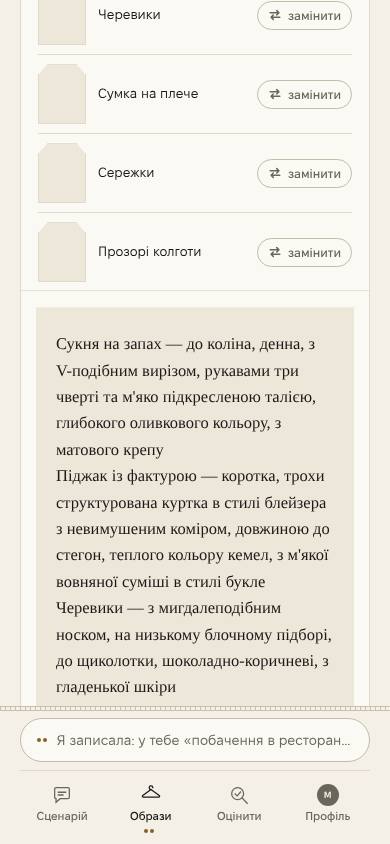 Черевики
замінити
Сумка на плече
замінити
Сережки
замінити
Прозорі колготи
замінити
Сукня на запах — до коліна, денна, з
V-подібним вирізом, рукавами три
чверті та м'яко підкресленою талією,
глибокого оливкового кольору, з
матового крепу
Піджак із фактурою — коротка, трохи
структурована куртка в стилі блейзера
з невимушеним коміром, довжиною до
стегон, теплого кольору кемел, з м'якої
вовняної суміші в стилі букле
Черевики — з мигдалеподібним
носком, на низькому блочному підборі,
до щиколотки, шоколадно-коричневі, з
гладенької шкіри
Я записала: у тебе «побачення в ресторан...
Сценарій
Образи
Оцінити
М
Профіль